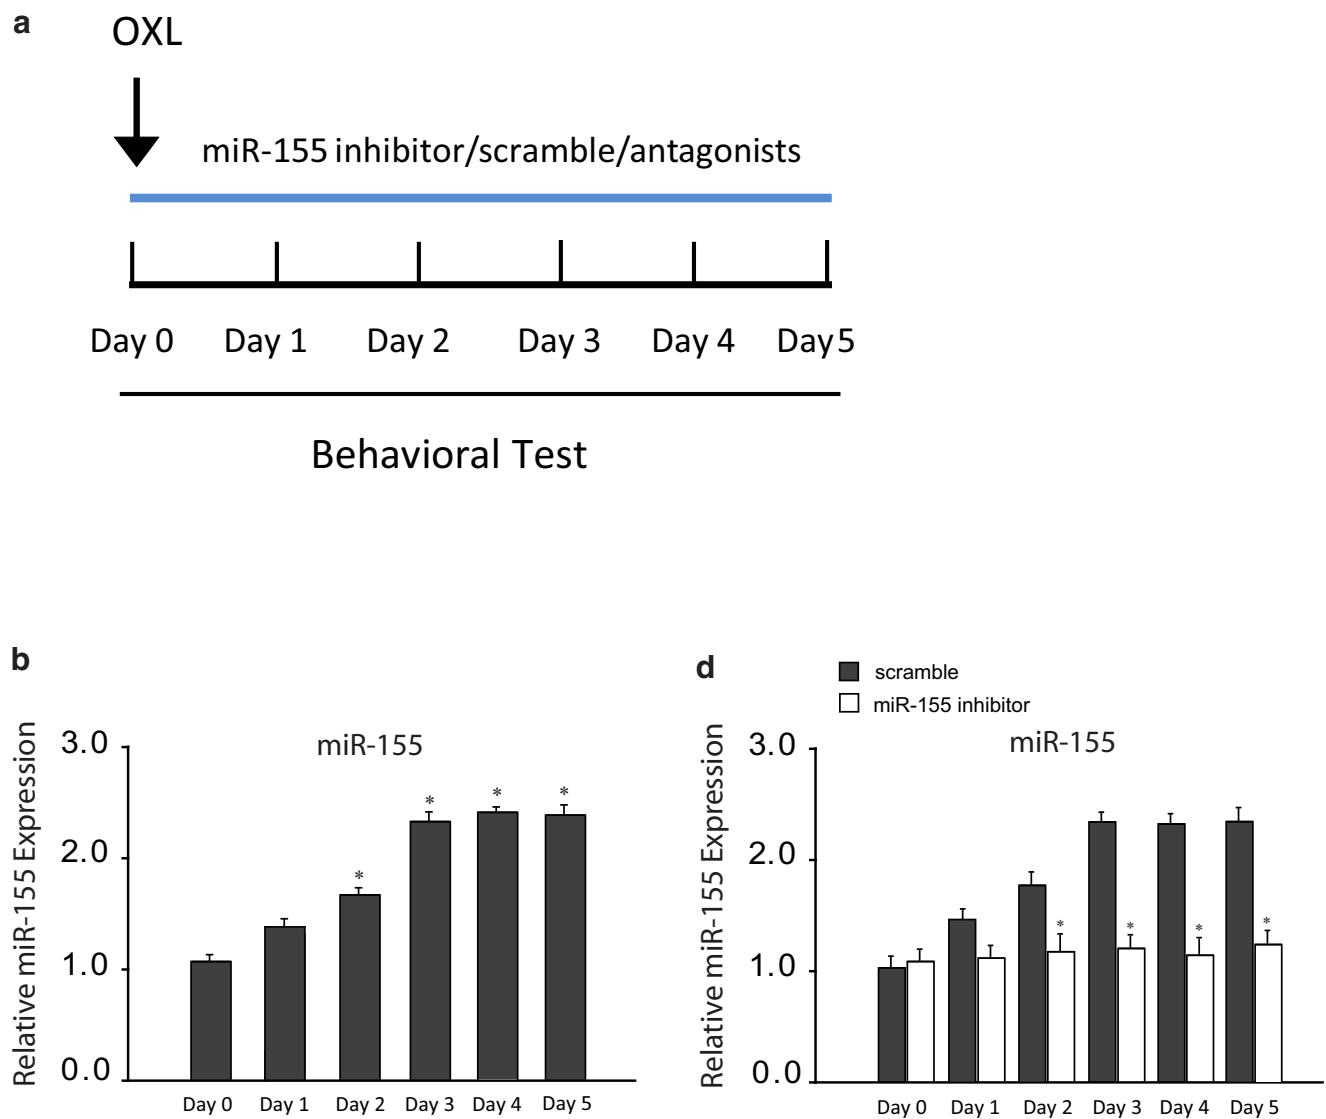 a
OXL
miR-155 inhibitor/scramble/antagonists
Day 0 Day 1 Day 2 Day 3 Day 4 Day5
Behavioral Test
b
miR-155
Relative miR-155 Expression
3.0
2.0
1.0
0.0
* * * *
Day 0 Day 1 Day 2 Day 3 Day 4 Day 5
d
scramble
miR-155 inhibitor
miR-155
Relative miR-155 Expression
3.0
2.0
1.0
0.0
* * * *
Day 0 Day 1 Day 2 Day 3 Day 4 Day 5